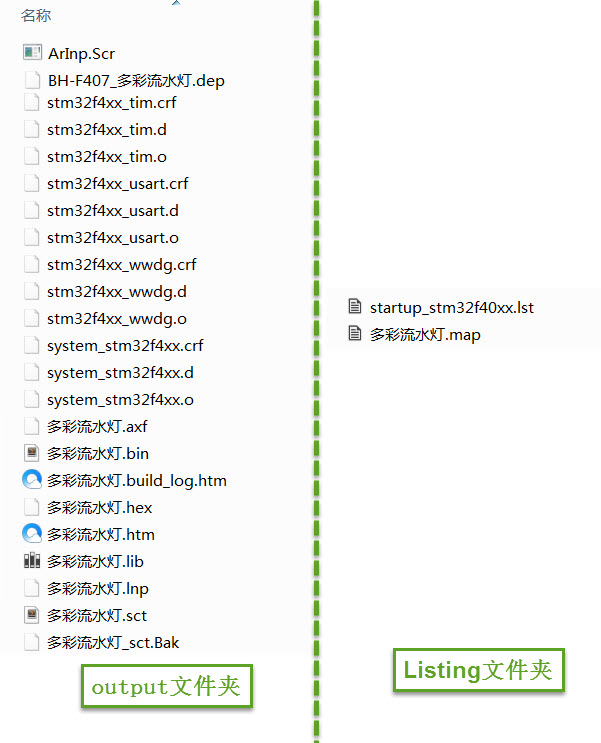 名称
ArInp.Scr
BH-F407_多彩流水灯.dep
stm32f4xx_tim.crf
stm32f4xx_tim.d
stm32f4xx_tim.o
stm32f4xx_usart.crf
stm32f4xx_usart.d
stm32f4xx_usart.o
stm32f4xx_wwdg.crf
stm32f4xx_wwdg.d
stm32f4xx_wwdg.o
system_stm32f4xx.crf
system_stm32f4xx.d
system_stm32f4xx.o
多彩流水灯.axf
多彩流水灯.bin
多彩流水灯.build_log.htm
多彩流水灯.hex
多彩流水灯.htm
多彩流水灯.lib
多彩流水灯.lnp
多彩流水灯.sct
多彩流水灯_sct.Bak
output文件夹
startup_stm32f40xx.lst
多彩流水灯.map
Listing文件夹